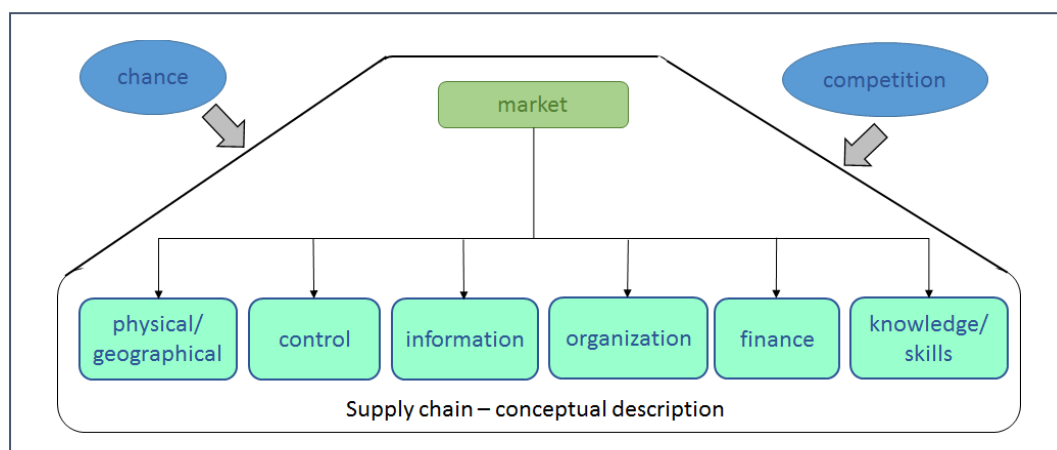 chance
competition
market
physical/
geographical
control
information
organization
finance
knowledge/
skills
Supply chain – conceptual description